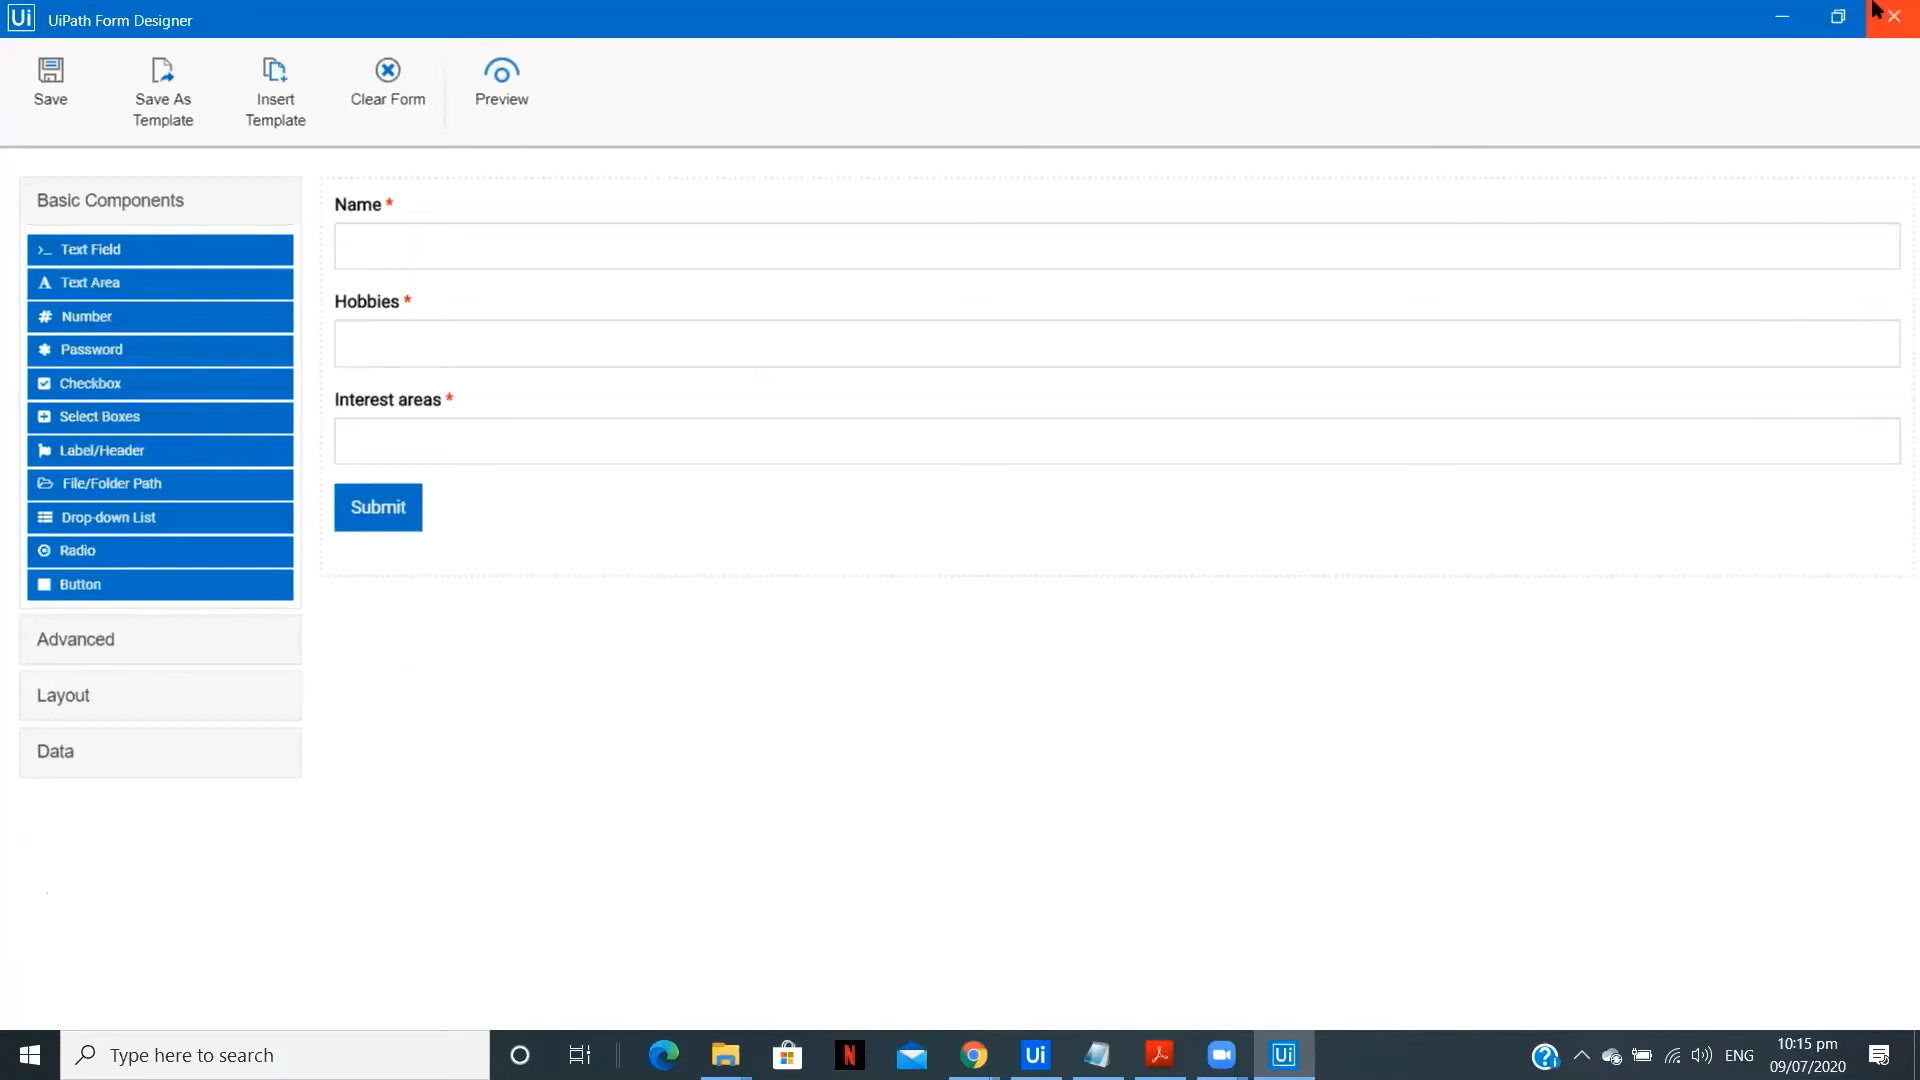 Ui UiPath Form Designer
Save
Save As
Template
Insert
Template
Clear Form
Preview
Basic Components
>_ Text Field
A Text Area
# Number
Password
Checkbox
Select Boxes
Label/Header
File/Folder Path
Drop-down List
Radio
Button
Advanced
Layout
Data
Name *
Hobbies *
Interest areas *
Submit
Type here to search
N
Ui
Ui
ENG
10:15 pm
09/07/2020